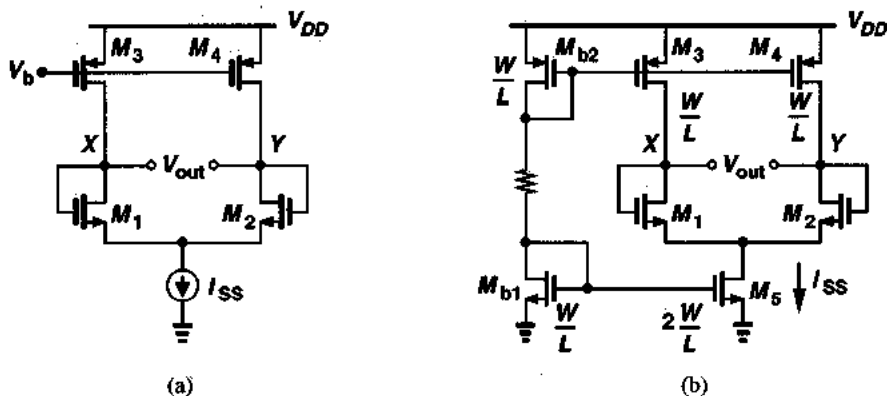 V_DD
M_3
M_4
V_b
X
Y
V_out
M_1
M_2
I_SS
(a)
V_DD
M_b2
M_3
M_4
W/L
W/L
W/L
X
Y
V_out
M_1
M_2
M_b1
M_5
I_SS
W/L
2 W/L
(b)